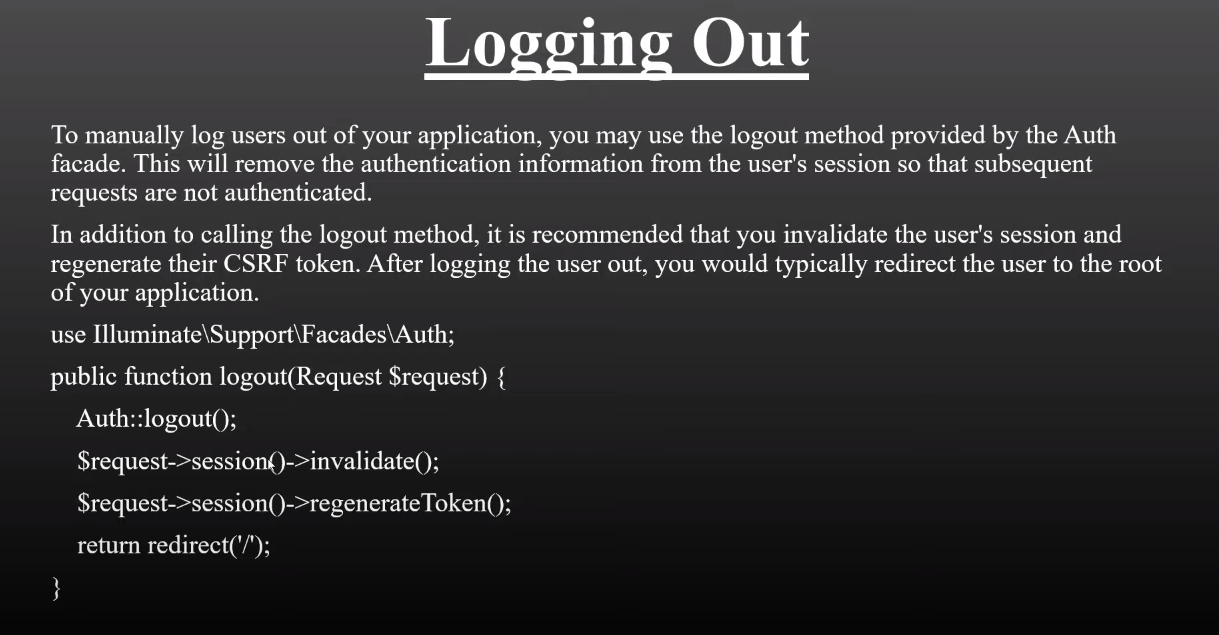 Logging Out
To manually log users out of your application, you may use the logout method provided by the Auth
facade. This will remove the authentication information from the user's session so that subsequent
requests are not authenticated.
In addition to calling the logout method, it is recommended that you invalidate the user's session and
regenerate their CSRF token. After logging the user out, you would typically redirect the user to the root
of your application.
use Illuminate\Support\Facades\Auth;
public function logout(Request $request) {
Auth::logout();
$request->session()->invalidate();
$request->session()->regenerateToken();
return redirect('/');
}